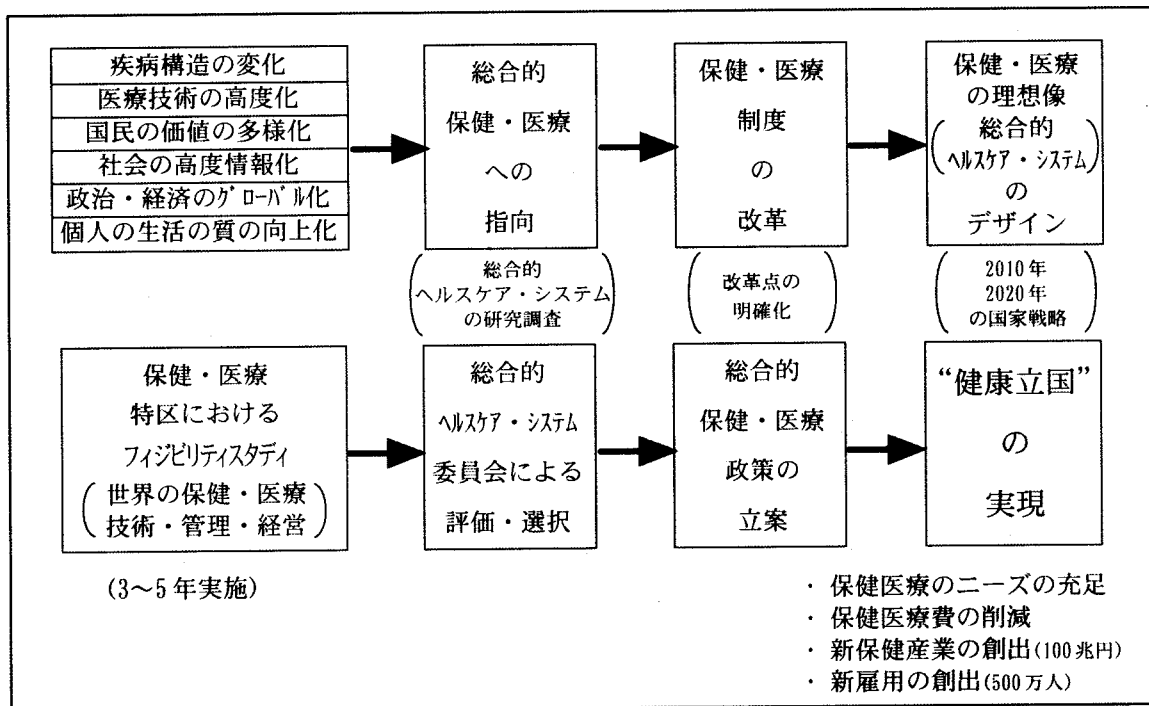 疾病構造の変化
医療技術の高度化
国民の価値の多様化
社会の高度情報化
政治・経済のグローバル化
個人の生活の質の向上化
総合的
保健・医療
への
指向
(総合的
ヘルスケア・システム
の研究調査)
保健・医療
制度
の
改革
(改革点の
明確化)
保健・医療
の理想像
(総合的
ヘルスケア・システム)
の
デザイン
(2010年
2020年
の国家戦略)
保健・医療
特区における
フィジビリティスタディ
(世界の保健・医療
技術・管理・経営)
(3～5年実施)
総合的
ヘルスケア・システム
委員会による
評価・選択
総合的
保健・医療
政策の
立案
“健康立国”
の
実現
・ 保健医療のニーズの充足
・ 保健医療費の削減
・ 新保健産業の創出(100兆円)
・ 新雇用の創出(500万人)